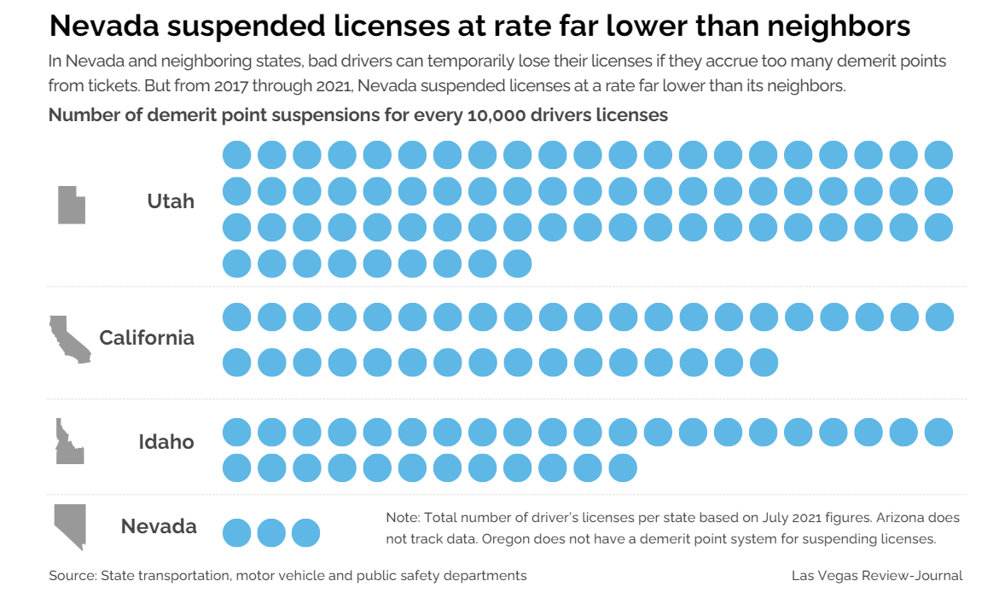 Nevada suspended licenses at rate far lower than neighbors
In Nevada and neighboring states, bad drivers can temporarily lose their licenses if they accrue too many demerit points
from tickets. But from 2017 through 2021, Nevada suspended licenses at a rate far lower than its neighbors.
Number of demerit point suspensions for every 10,000 drivers licenses
Utah
California
Idaho
Nevada
Note: Total number of driver's licenses per state based on July 2021 figures. Arizona does
not track data. Oregon does not have a demerit point system for suspending licenses.
Source: State transportation, motor vehicle and public safety departments
Las Vegas Review-Journal